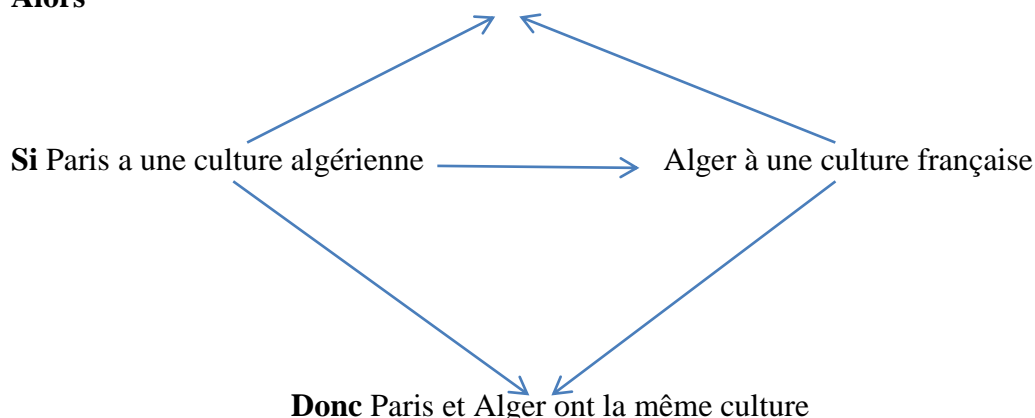 Alors
Si Paris a une culture algérienne Alger à une culture française
Donc Paris et Alger ont la même culture